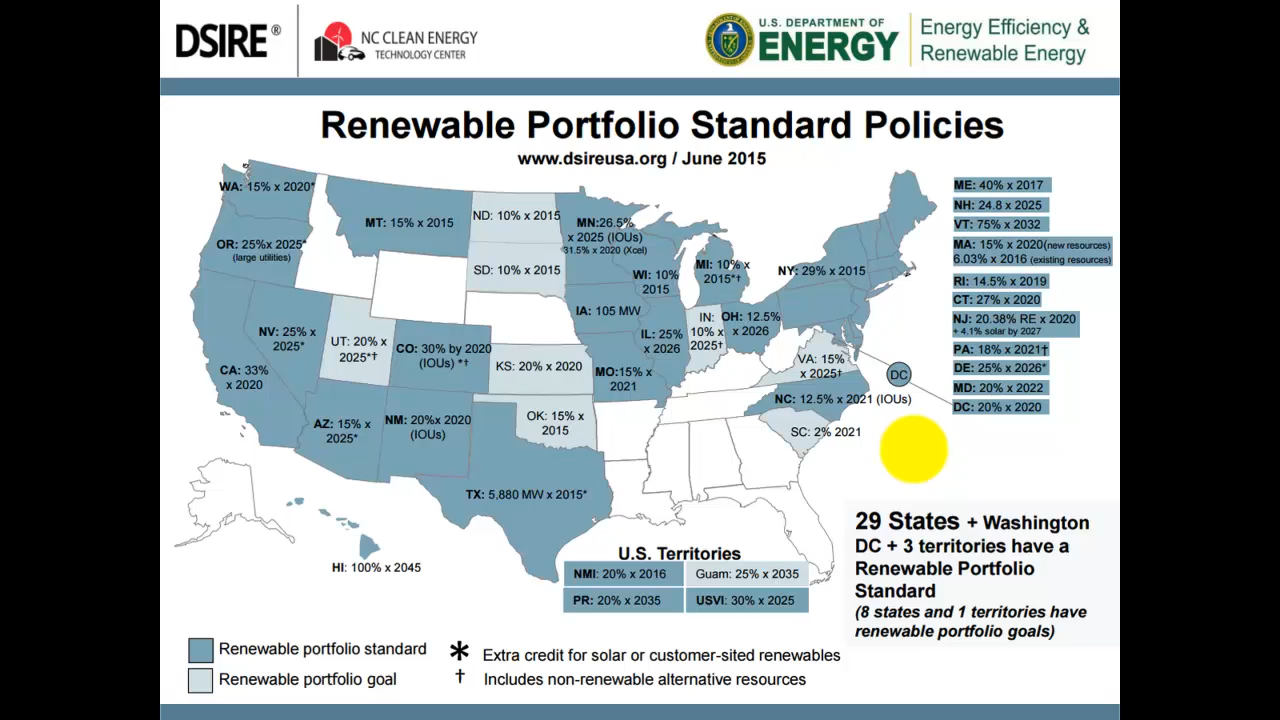 DSIRE®
NC CLEAN ENERGY
TECHNOLOGY CENTER
U.S. DEPARTMENT OF
ENERGY
Energy Efficiency &
Renewable Energy
Renewable Portfolio Standard Policies
www.dsireusa.org / June 2015
WA: 15% x 2020*
OR: 25%x 2025*
(large utilities)
CA: 33%
x 2020
NV: 25% x
2025*
UT: 20% x
2025*†
AZ: 15% x
2025*
MT: 15% x 2015
CO: 30% by 2020
(IOUs) *†
NM: 20%x 2020
(IOUs)
ND: 10% x 2015
SD: 10% x 2015
KS: 20% x 2020
OK: 15% x
2015
TX: 5,880 MW x 2015*
MN:26.5%
x 2025 (IOUs)
31.5% x 2020 (Xcel)
IA: 105 MW
MO:15% x
2021
WI: 10%
2015
IL: 25%
x 2026
MI: 10% x
2015*†
IN:
10% x
2025†
OH: 12.5%
x 2026
NY: 29% x 2015
VA: 15%
x 2025†
NC: 12.5% x 2021 (IOUs)
SC: 2% 2021
DC
ME: 40% x 2017
NH: 24.8 x 2025
VT: 75% x 2032
MA: 15% x 2020(new resources)
6.03% x 2016 (existing resources)
RI: 14.5% x 2019
CT: 27% x 2020
NJ: 20.38% RE x 2020
+ 4.1% solar by 2027
PA: 18% x 2021†
DE: 25% x 2026*
MD: 20% x 2022
DC: 20% x 2020
HI: 100% x 2045
U.S. Territories
NMI: 20% x 2016
Guam: 25% x 2035
PR: 20% x 2035
USVI: 30% x 2025
29 States + Washington
DC + 3 territories have a
Renewable Portfolio
Standard
(8 states and 1 territories have
renewable portfolio goals)
Renewable portfolio standard
Renewable portfolio goal
* Extra credit for solar or customer-sited renewables
† Includes non-renewable alternative resources